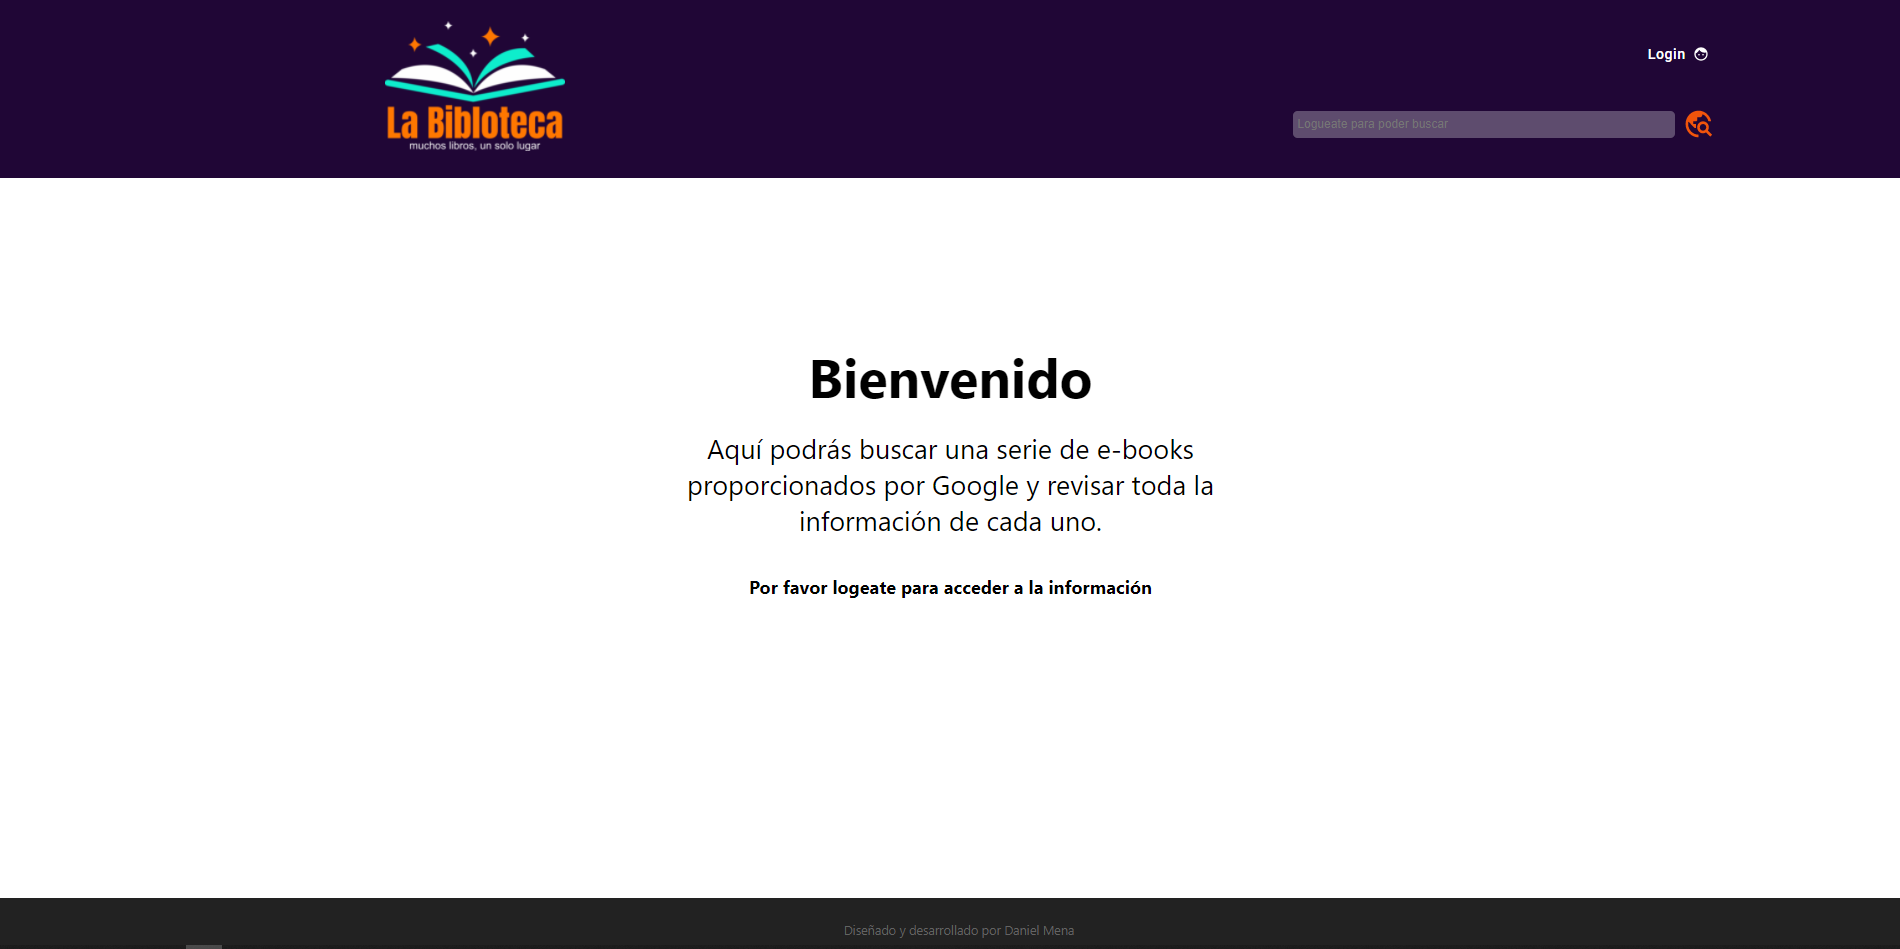 La Bibloteca
muchos libros, un solo lugar
Login
Logueate para poder buscar
Bienvenido
Aquí podrás buscar una serie de e-books
proporcionados por Google y revisar toda la
información de cada uno.
Por favor logeate para acceder a la información
Diseñado y desarrollado por Daniel Mena